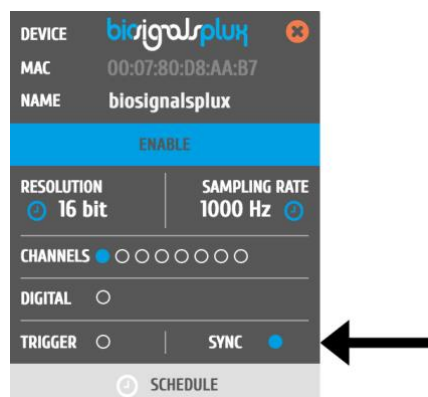 DEVICE biosignalsplux
MAC 00:07:80:D8:AA:B7
NAME biosignalsplux
ENABLE
RESOLUTION SAMPLING RATE
16 bit 1000 Hz
CHANNELS
DIGITAL
TRIGGER SYNC
SCHEDULE